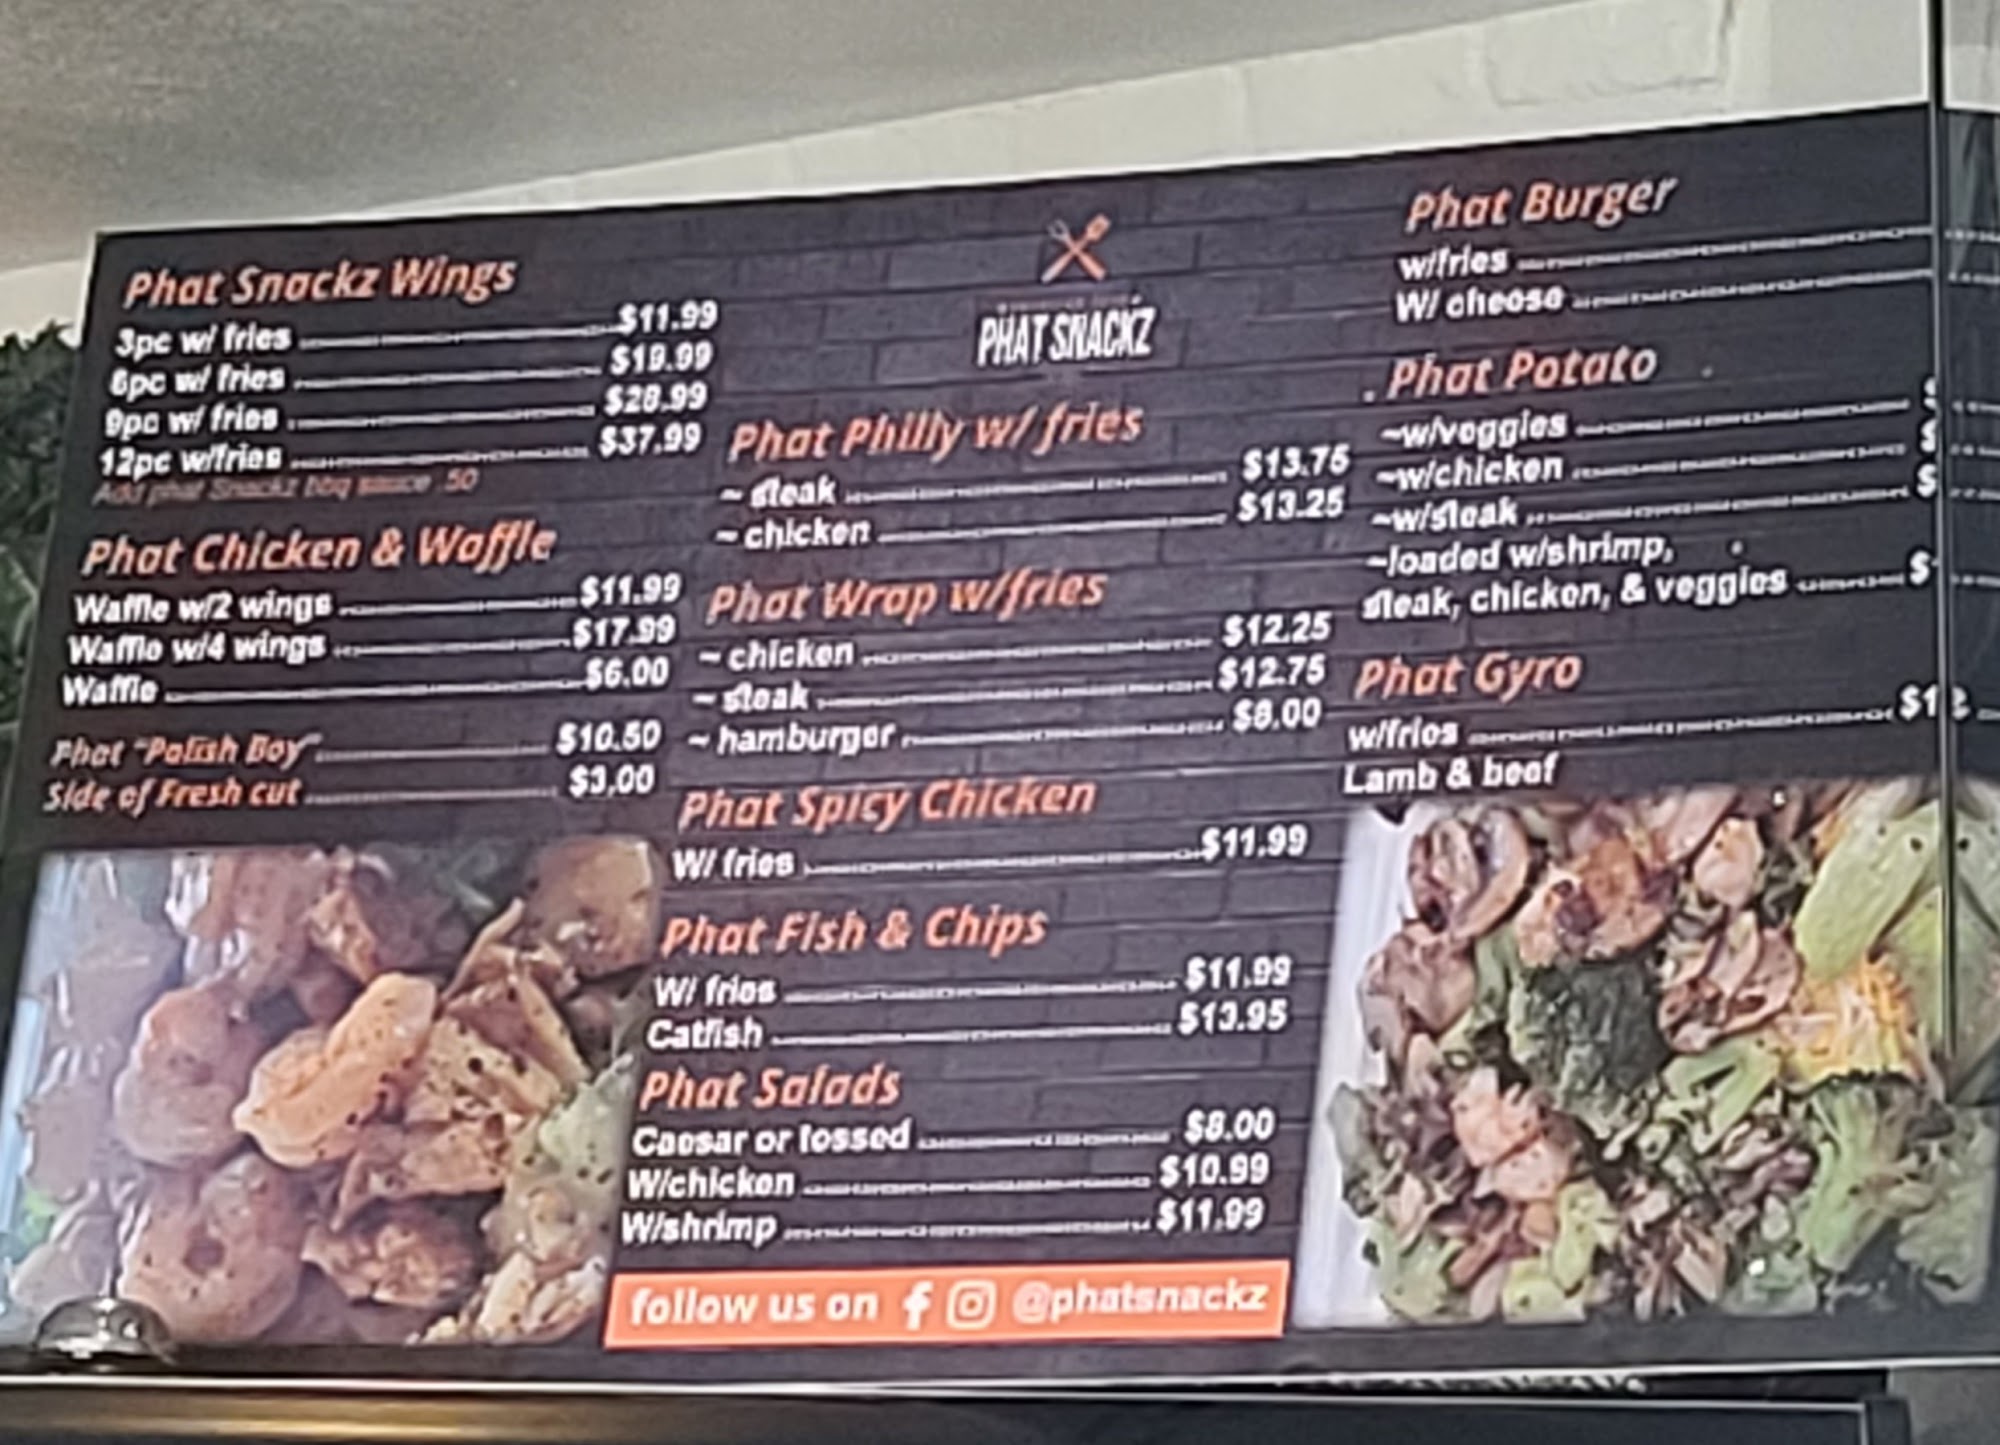 Phat Snackz Wings
3pc w/ fries $11.99
6pc w/ fries $19.99
9pc w/ fries $28.99
12pc w/fries $37.99
Add phat Snackz bbq sauce .50
Phat Chicken & Waffle
Waffle w/2 wings $11.99
Waffle w/4 wings $17.99
Waffle $6.00
Phat "Polish Boy" $10.50
Side of Fresh cut $3.00
PHAT SNACKZ
Phat Philly w/ fries
~ steak $13.75
~ chicken $13.25
Phat Wrap w/fries
~ chicken $12.25
~ steak $12.75
~ hamburger $8.00
Phat Spicy Chicken
W/ fries $11.99
Phat Fish & Chips
W/ fries $11.99
Catfish $13.95
Phat Salads
Caesar or tossed $8.00
W/chicken $10.99
W/shrimp $11.99
follow us on @phatsnackz
Phat Burger
w/fries
W/ cheese
Phat Potato
~w/veggies $
~w/chicken $
~w/steak $
~loaded w/shrimp,
steak, chicken, & veggies $
Phat Gyro
w/fries
Lamb & beef